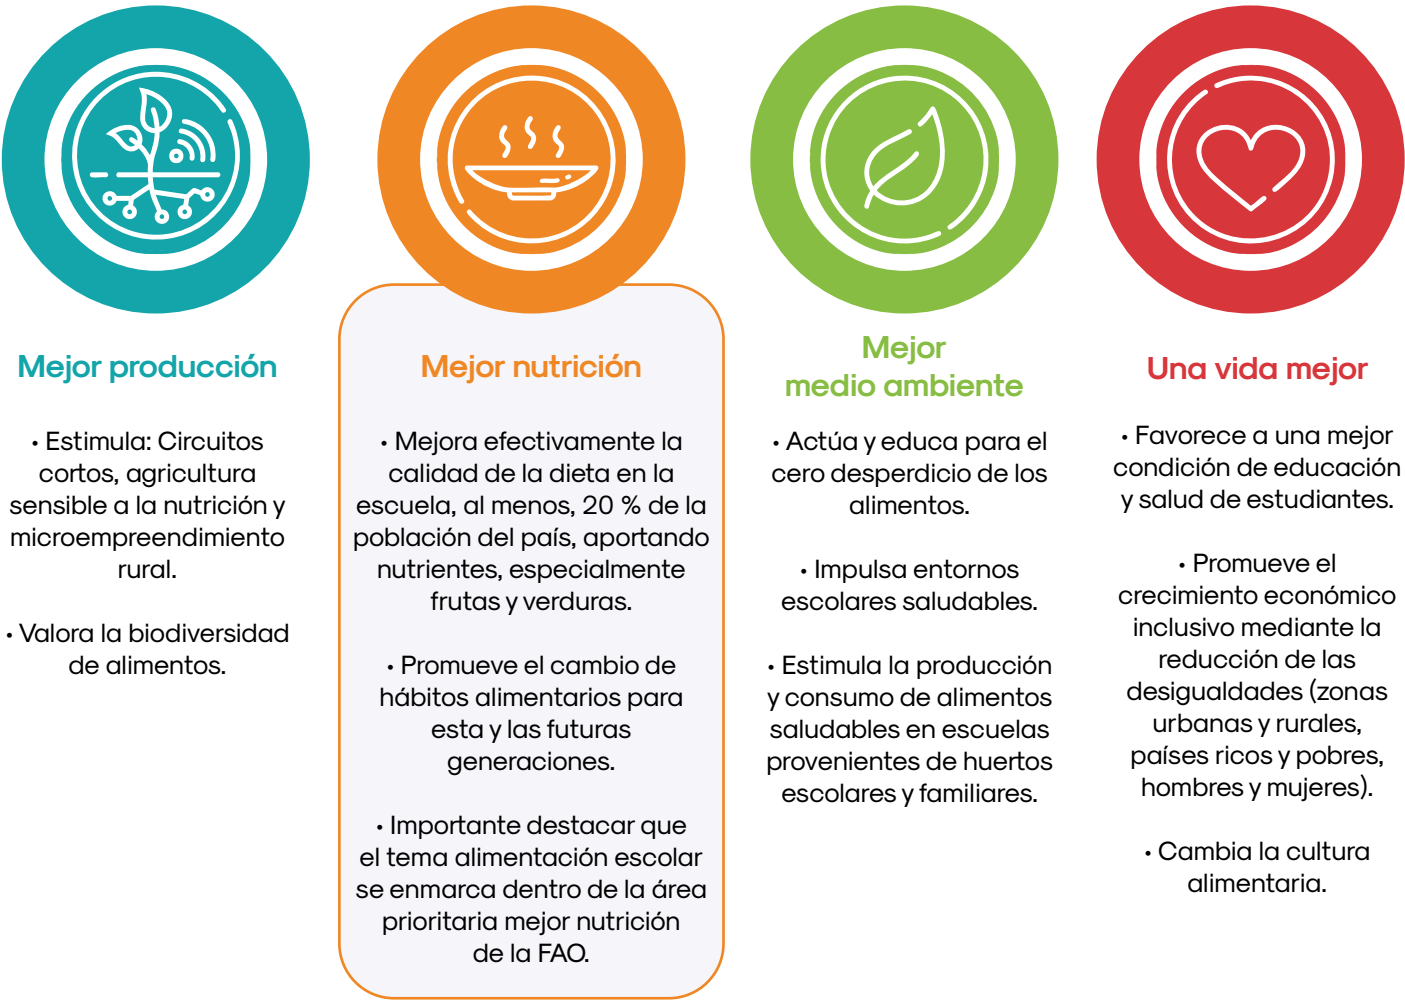 Mejor producción
• Estimula: Circuitos
cortos, agricultura
sensible a la nutrición y
microempreendimiento
rural.
• Valora la biodiversidad
de alimentos.
Mejor nutrición
• Mejora efectivamente la
calidad de la dieta en la
escuela, al menos, 20 % de la
población del país, aportando
nutrientes, especialmente
frutas y verduras.
• Promueve el cambio de
hábitos alimentarios para
esta y las futuras
generaciones.
• Importante destacar que
el tema alimentación escolar
se enmarca dentro de la área
prioritaria mejor nutrición
de la FAO.
Mejor
medio ambiente
• Actúa y educa para el
cero desperdicio de los
alimentos.
• Impulsa entornos
escolares saludables.
• Estimula la producción
y consumo de alimentos
saludables en escuelas
provenientes de huertos
escolares y familiares.
Una vida mejor
• Favorece a una mejor
condición de educación
y salud de estudiantes.
• Promueve el
crecimiento económico
inclusivo mediante la
reducción de las
desigualdades (zonas
urbanas y rurales,
países ricos y pobres,
hombres y mujeres).
• Cambia la cultura
alimentaria.